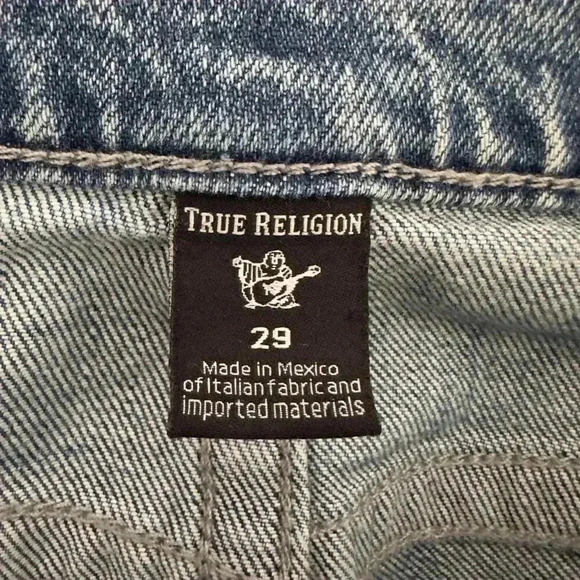 TRUE RELIGION
29
Made in Mexico
of Italian fabric and
imported materials